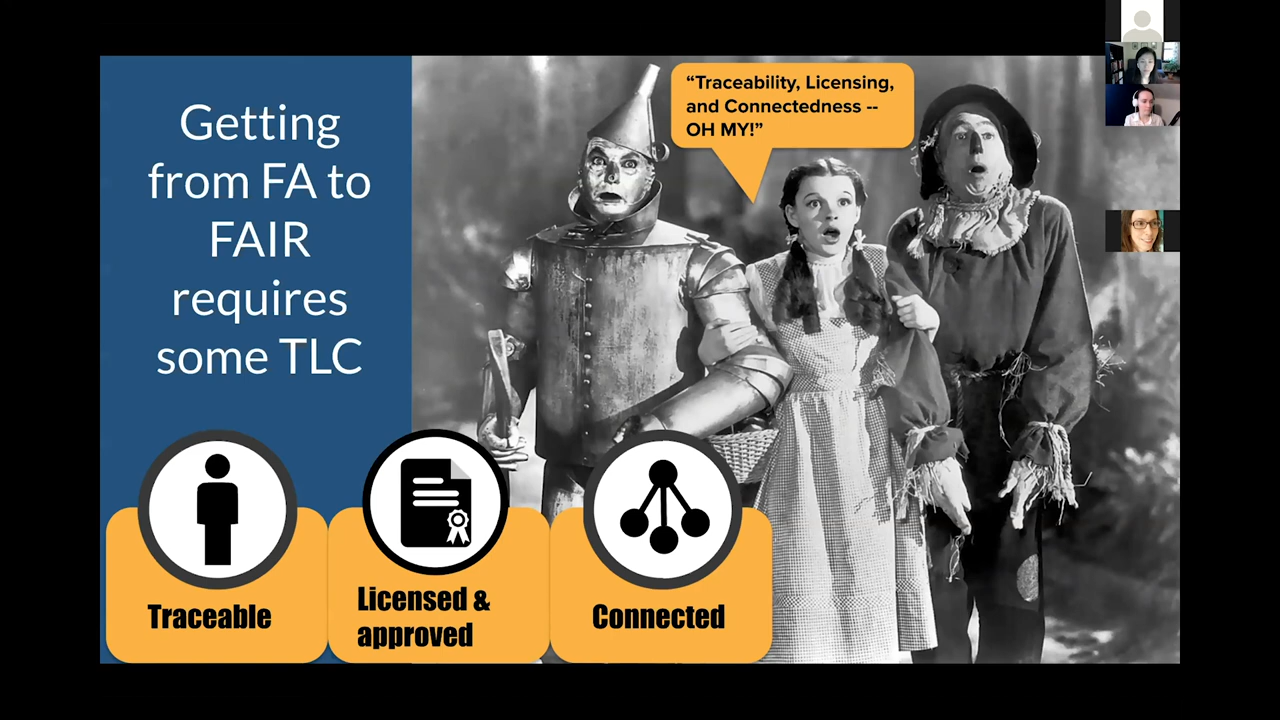 Getting
from FA to
FAIR
requires
some TLC
“Traceability, Licensing,
and Connectedness --
OH MY!”
Traceable
Licensed &
approved
Connected